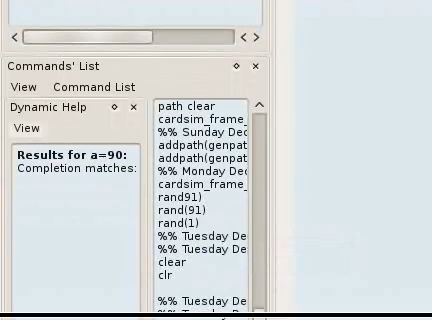 Commands' List
View Command List
Dynamic Help
View
Results for a=90:
Completion matches:
path clear
cardsim_frame_
%% Sunday Dec
addpath(genpat
addpath(genpat
%% Monday Dec
cardsim_frame_
rand91)
rand(91)
rand(1)
%% Tuesday De
%% Tuesday De
clear
clr
%% Tuesday De
%% Tuesday De